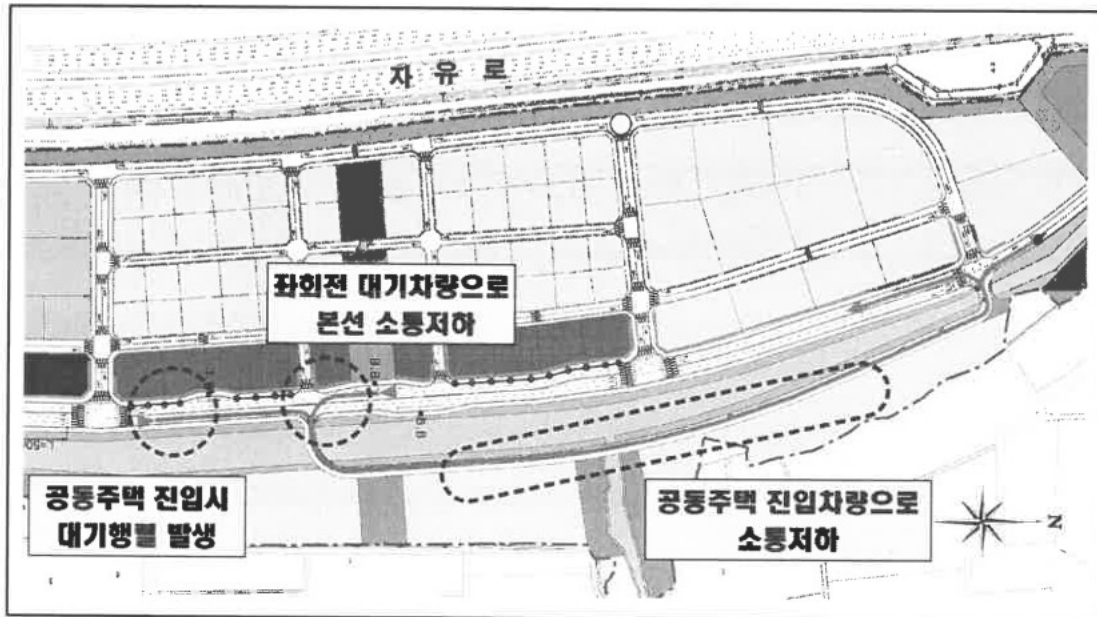 자유로
좌회전 대기차량으로
본선 소통저하
공동주택 진입시
대기행렬 발생
공동주택 진입차량으로
소통저하
N